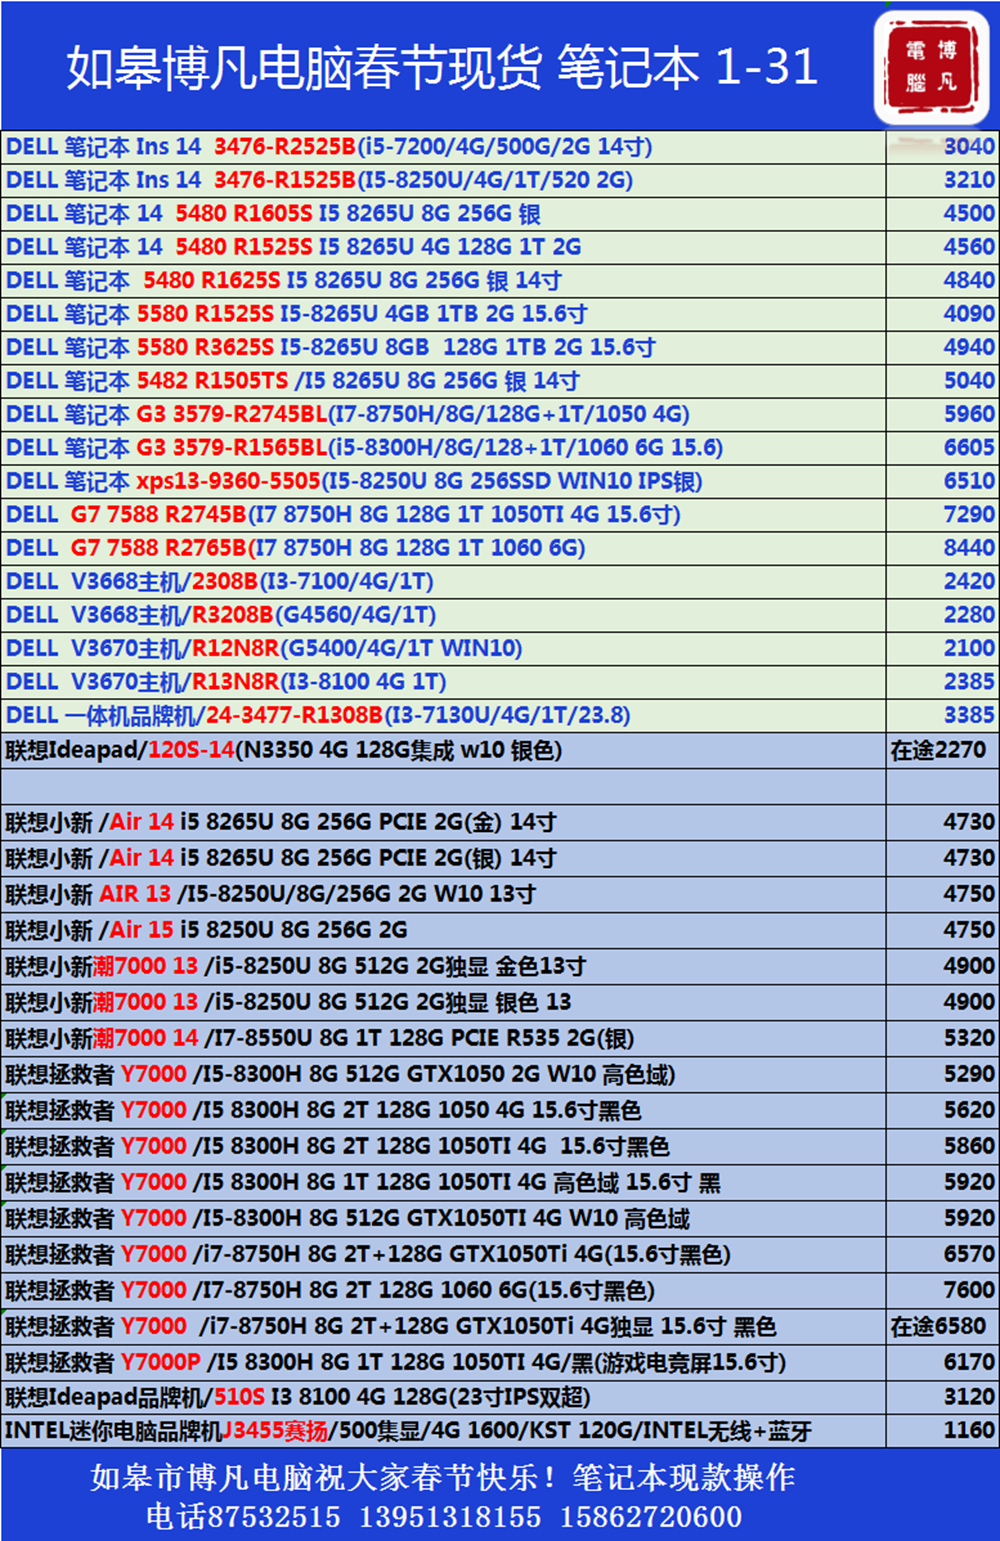 如皋博凡电脑春节现货 笔记本 1-31
電 博
腦 凡
DELL 笔记本 Ins 14  3476-R2525B(i5-7200/4G/500G/2G 14寸) 3040
DELL 笔记本 Ins 14  3476-R1525B(I5-8250U/4G/1T/520 2G) 3210
DELL 笔记本 14  5480 R1605S I5 8265U 8G 256G 银 4500
DELL 笔记本 14  5480 R1525S I5 8265U 4G 128G 1T 2G 4560
DELL 笔记本  5480 R1625S I5 8265U 8G 256G 银 14寸 4840
DELL 笔记本 5580 R1525S I5-8265U 4GB 1TB 2G 15.6寸 4090
DELL 笔记本 5580 R3625S I5-8265U 8GB  128G 1TB 2G 15.6寸 4940
DELL 笔记本 5482 R1505TS /I5 8265U 8G 256G 银 14寸 5040
DELL 笔记本 G3 3579-R2745BL(I7-8750H/8G/128G+1T/1050 4G) 5960
DELL 笔记本 G3 3579-R1565BL(i5-8300H/8G/128+1T/1060 6G 15.6) 6605
DELL 笔记本 xps13-9360-5505(I5-8250U 8G 256SSD WIN10 IPS银) 6510
DELL  G7 7588 R2745B(I7 8750H 8G 128G 1T 1050TI 4G 15.6寸) 7290
DELL  G7 7588 R2765B(I7 8750H 8G 128G 1T 1060 6G) 8440
DELL  V3668主机/2308B(I3-7100/4G/1T) 2420
DELL  V3668主机/R3208B(G4560/4G/1T) 2280
DELL  V3670主机/R12N8R(G5400/4G/1T WIN10) 2100
DELL  V3670主机/R13N8R(I3-8100 4G 1T) 2385
DELL 一体机品牌机/24-3477-R1308B(I3-7130U/4G/1T/23.8) 3385
联想Ideapad/120S-14(N3350 4G 128G集成 w10 银色) 在途2270
联想小新 /Air 14 i5 8265U 8G 256G PCIE 2G(金) 14寸 4730
联想小新 /Air 14 i5 8265U 8G 256G PCIE 2G(银) 14寸 4730
联想小新 AIR 13 /I5-8250U/8G/256G 2G W10 13寸 4750
联想小新 /Air 15 i5 8250U 8G 256G 2G 4750
联想小新潮7000 13 /i5-8250U 8G 512G 2G独显 金色13寸 4900
联想小新潮7000 13 /i5-8250U 8G 512G 2G独显 银色 13 4900
联想小新潮7000 14 /I7-8550U 8G 1T 128G PCIE R535 2G(银) 5320
联想拯救者 Y7000 /I5-8300H 8G 512G GTX1050 2G W10 高色域) 5290
联想拯救者 Y7000 /I5 8300H 8G 2T 128G 1050 4G 15.6寸黑色 5620
联想拯救者 Y7000 /I5 8300H 8G 2T 128G 1050TI 4G  15.6寸黑色 5860
联想拯救者 Y7000 /I5 8300H 8G 1T 128G 1050TI 4G 高色域 15.6寸 黑 5920
联想拯救者 Y7000 /I5-8300H 8G 512G GTX1050TI 4G W10 高色域 5920
联想拯救者 Y7000 /i7-8750H 8G 2T+128G GTX1050Ti 4G(15.6寸黑色) 6570
联想拯救者 Y7000 /I7-8750H 8G 2T 128G 1060 6G(15.6寸黑色) 7600
联想拯救者 Y7000  /i7-8750H 8G 2T+128G GTX1050Ti 4G独显 15.6寸 黑色 在途6580
联想拯救者 Y7000P /I5 8300H 8G 1T 128G 1050TI 4G/黑(游戏电竞屏15.6寸) 6170
联想Ideapad品牌机/510S I3 8100 4G 128G(23寸IPS双超) 3120
INTEL迷你电脑品牌机J3455赛扬/500集显/4G 1600/KST 120G/INTEL无线+蓝牙 1160
如皋市博凡电脑祝大家春节快乐！笔记本现款操作
电话87532515 13951318155 15862720600